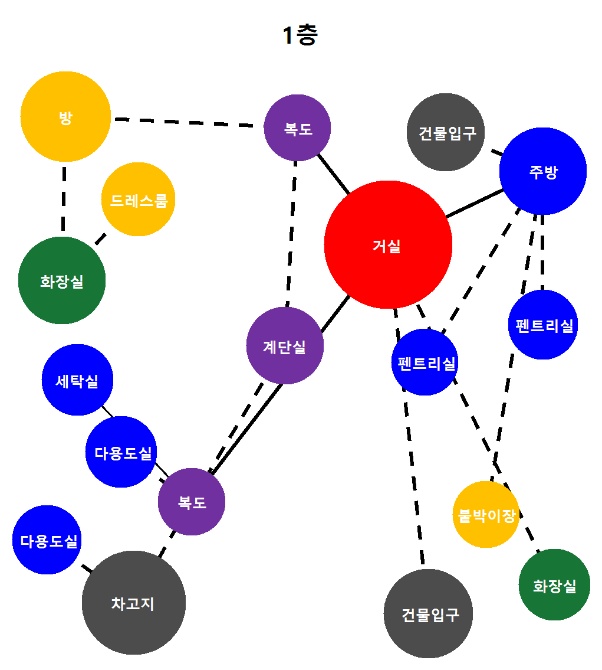 1층
방
복도
건물입구
주방
드레스룸
거실
화장실
펜트리실
계단실
펜트리실
세탁실
다용도실
복도
붙박이장
다용도실
화장실
차고지
건물입구